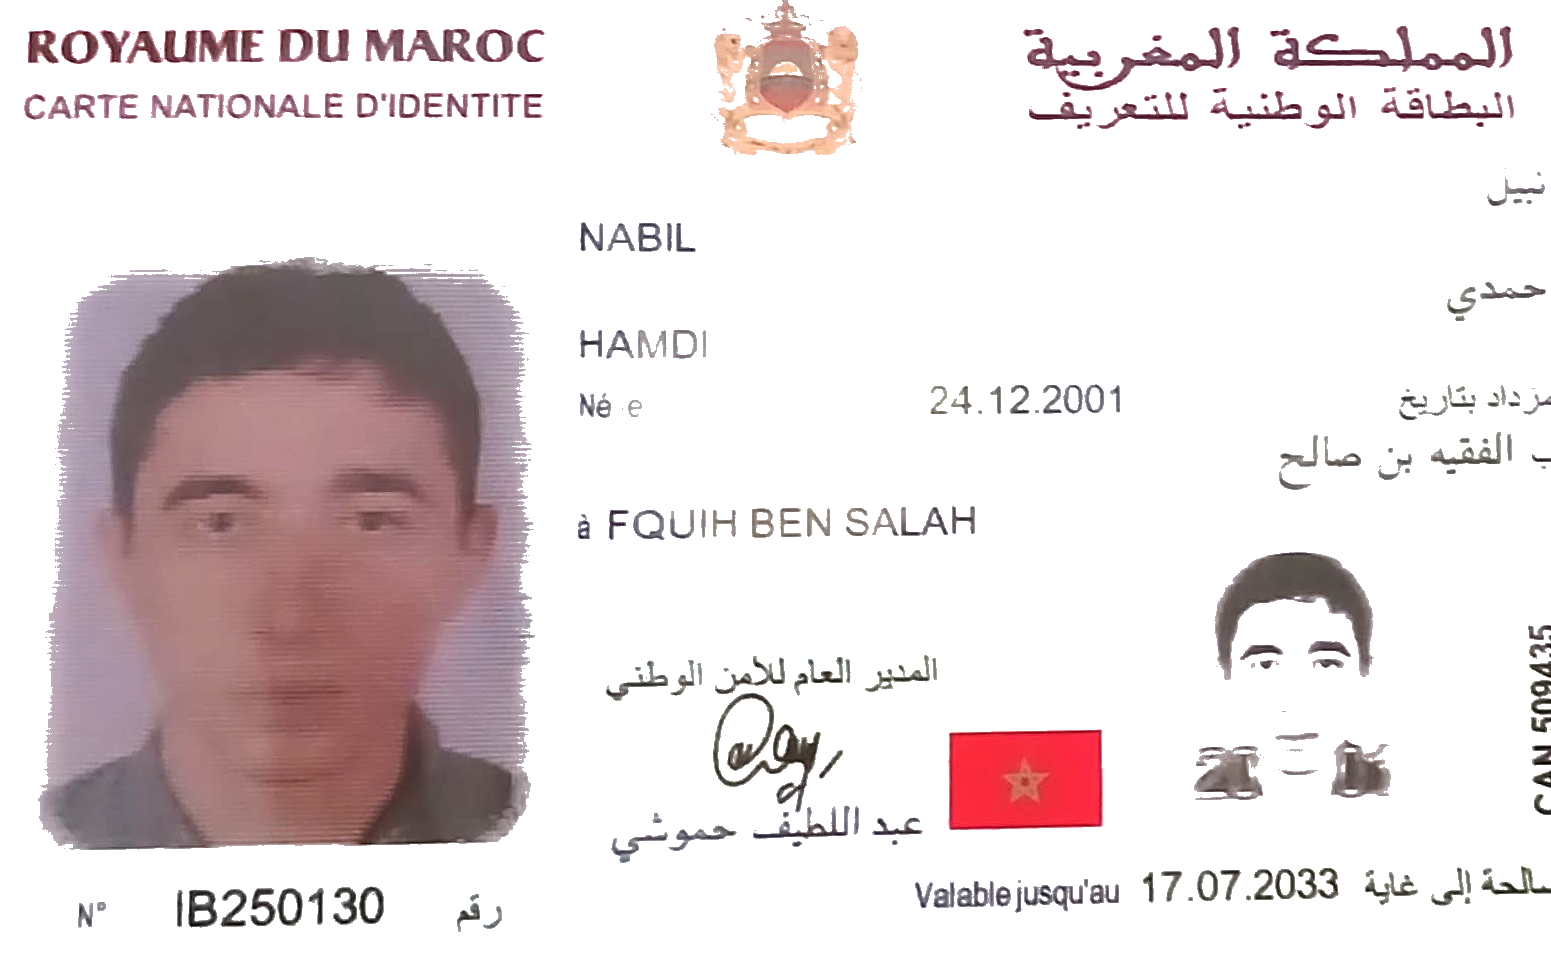 ROYAUME DU MAROC
المملكة المغربية
CARTE NATIONALE D'IDENTITE
البطاقة الوطنية للتعريف
نبيل
NABIL
حمدي
HAMDI
Né e 24.12.2001 مزداد بتاريخ
ب الفقيه بن صالح
à FQUIH BEN SALAH
المدير العام للأمن الوطني
عبد اللطيف حموشي
CAN 509435
Valable jusqu'au 17.07.2033 صالحة إلى غاية
N° IB250130 رقم